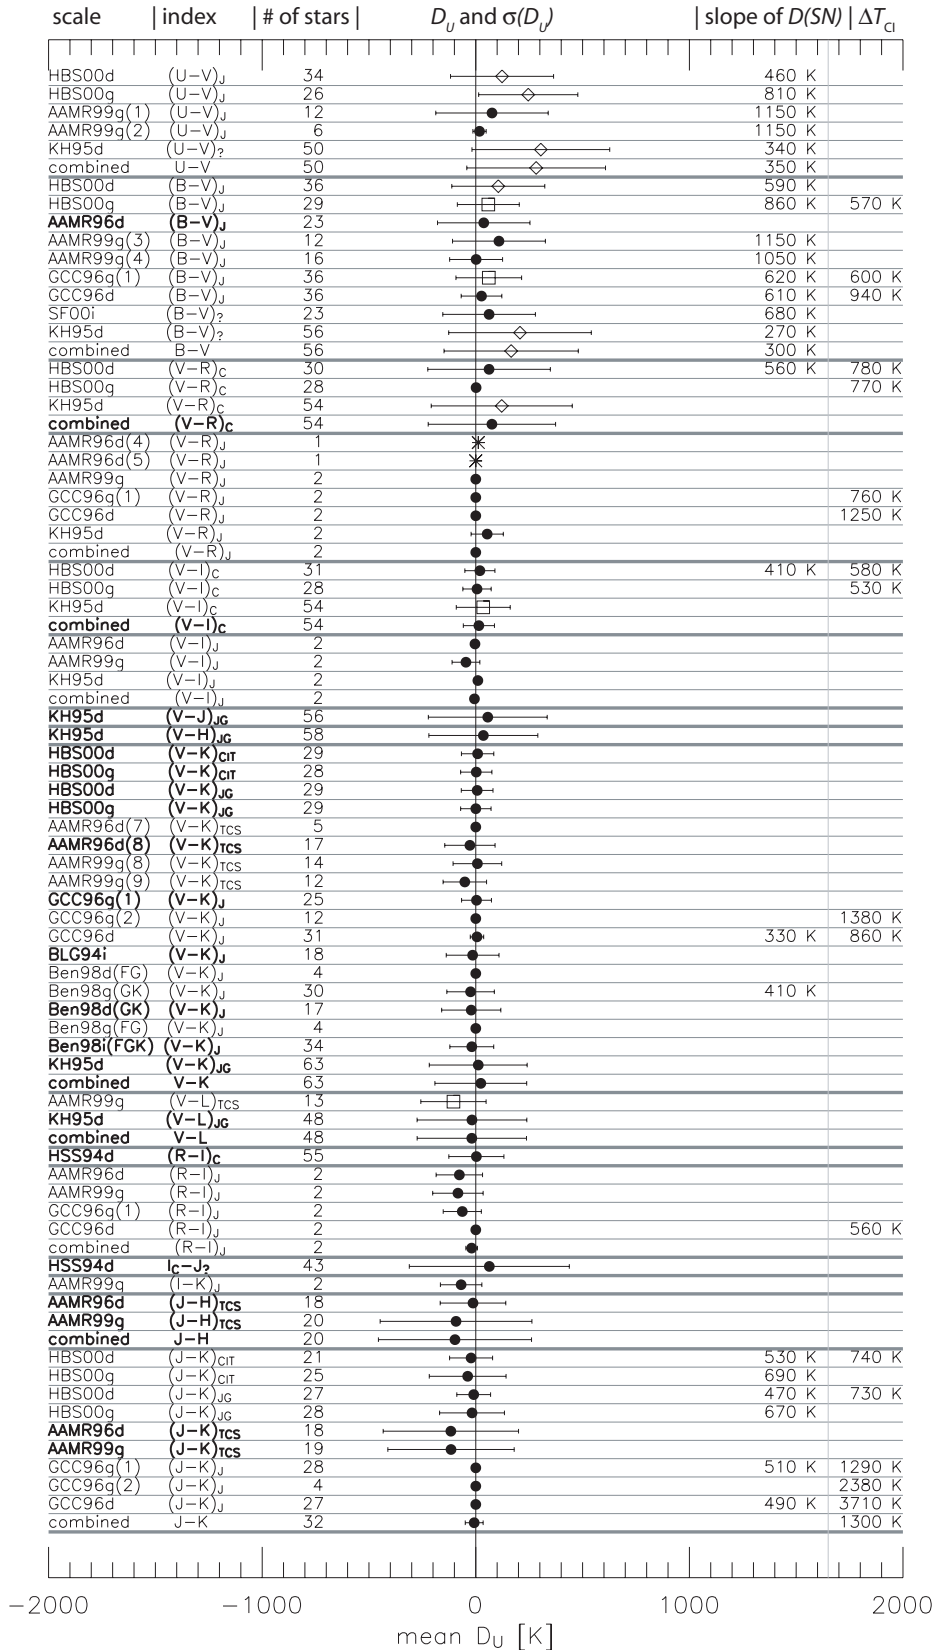 scale | index | # of stars | D_U and σ(D_U) | slope of D(SN) | ΔT_CI
HBS00d (U−V)J 34 460 K
HBS00g (U−V)J 26 810 K
AAMR99g(1) (U−V)J 12 1150 K
AAMR99g(2) (U−V)J 6 1150 K
KH95d (U−V)? 50 340 K
combined U−V 50 350 K
HBS00d (B−V)J 36 590 K
HBS00g (B−V)J 29 860 K 570 K
AAMR96d (B−V)J 23
AAMR99g(3) (B−V)J 12 1150 K
AAMR99g(4) (B−V)J 16 1050 K
GCC96g(1) (B−V)J 36 620 K 600 K
GCC96d (B−V)J 36 610 K 940 K
SF00i (B−V)? 23 680 K
KH95d (B−V)? 56 270 K
combined B−V 56 300 K
HBS00d (V−R)C 30 560 K 780 K
HBS00g (V−R)C 28 770 K
KH95d (V−R)C 54
combined (V−R)C 54
AAMR96d(4) (V−R)J 1
AAMR96d(5) (V−R)J 1
AAMR99g (V−R)J 2
GCC96g(1) (V−R)J 2 760 K
GCC96d (V−R)J 2 1250 K
KH95d (V−R)J 2
combined (V−R)J 2
HBS00d (V−I)C 31 410 K 580 K
HBS00g (V−I)C 28 530 K
KH95d (V−I)C 54
combined (V−I)C 54
AAMR96d (V−I)J 2
AAMR99g (V−I)J 2
KH95d (V−I)J 2
combined (V−I)J 2
KH95d (V−J)JG 56
KH95d (V−H)JG 58
HBS00d (V−K)CIT 29
HBS00g (V−K)CIT 28
HBS00d (V−K)JG 29
HBS00g (V−K)JG 29
AAMR96d(7) (V−K)TCS 5
AAMR96d(8) (V−K)TCS 17
AAMR99g(8) (V−K)TCS 14
AAMR99g(9) (V−K)TCS 12
GCC96g(1) (V−K)J 25
GCC96g(2) (V−K)J 12 1380 K
GCC96d (V−K)J 31 330 K 860 K
BLG94i (V−K)J 18
Ben98d(FG) (V−K)J 4
Ben98g(GK) (V−K)J 30 410 K
Ben98d(GK) (V−K)J 17
Ben98g(FG) (V−K)J 4
Ben98i(FGK) (V−K)J 34
KH95d (V−K)JG 63
combined V−K 63
AAMR99g (V−L)TCS 13
KH95d (V−L)JG 48
combined V−L 48
HSS94d (R−I)C 55
AAMR96d (R−I)J 2
AAMR99g (R−I)J 2
GCC96g(1) (R−I)J 2
GCC96d (R−I)J 2 560 K
combined (R−I)J 2
HSS94d IC−J? 43
AAMR99g (I−K)J 2
AAMR96d (J−H)TCS 18
AAMR99g (J−H)TCS 20
combined J−H 20
HBS00d (J−K)CIT 21 530 K 740 K
HBS00g (J−K)CIT 25 690 K
HBS00d (J−K)JG 27 470 K 730 K
HBS00g (J−K)JG 28 670 K
AAMR96d (J−K)TCS 18
AAMR99g (J−K)TCS 19
GCC96g(1) (J−K)J 28 510 K 1290 K
GCC96g(2) (J−K)J 4 2380 K
GCC96d (J−K)J 27 490 K 3710 K
combined J−K 32 1300 K
−2000 −1000 0 1000 2000
mean D_U [K]